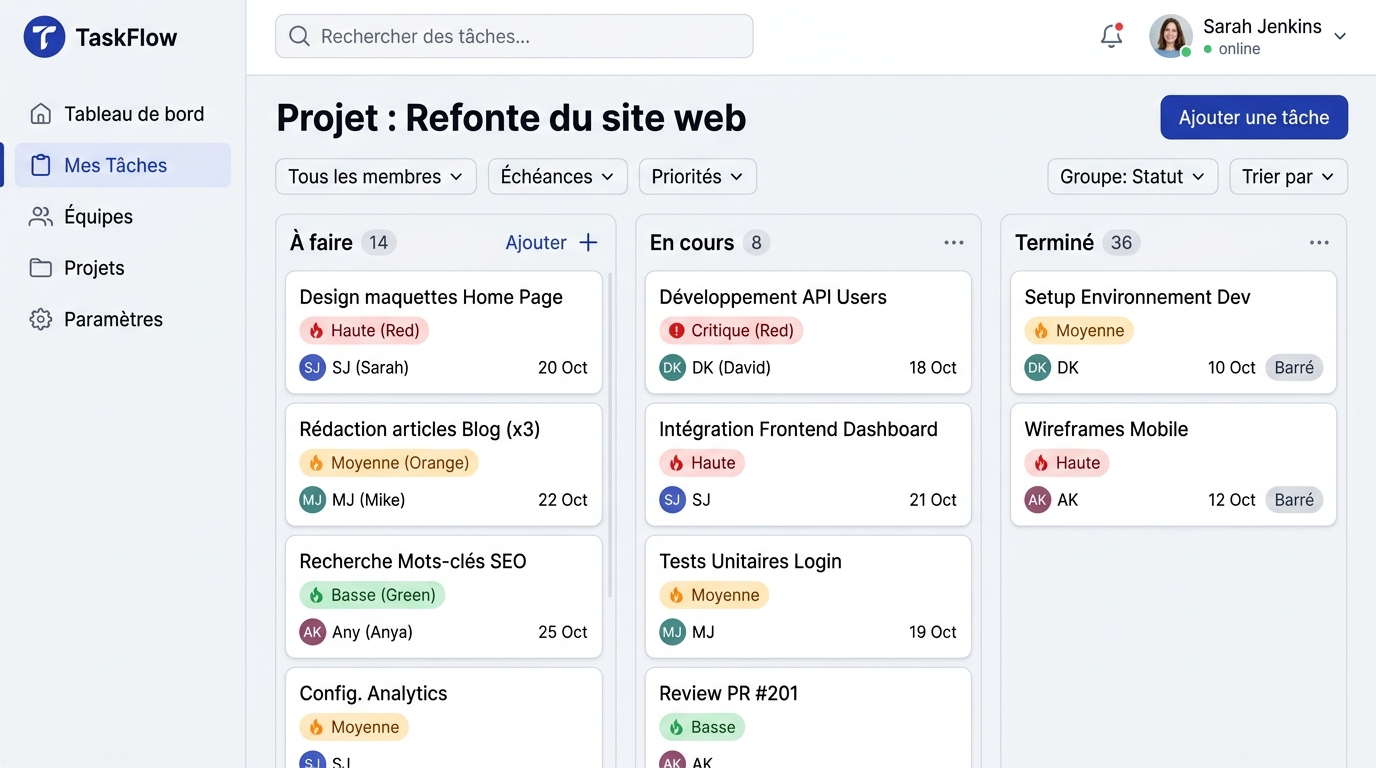 TaskFlow
Rechercher des tâches...
Sarah Jenkins
online
Tableau de bord
Mes Tâches
Équipes
Projets
Paramètres
Projet : Refonte du site web
Ajouter une tâche
Tous les membres
Échéances
Priorités
Groupe: Statut
Trier par
À faire 14 Ajouter +
Design maquettes Home Page
Haute (Red)
SJ SJ (Sarah) 20 Oct
Rédaction articles Blog (x3)
Moyenne (Orange)
MJ MJ (Mike) 22 Oct
Recherche Mots-clés SEO
Basse (Green)
AK Any (Anya) 25 Oct
Config. Analytics
Moyenne
SJ SJ
En cours 8
Développement API Users
Critique (Red)
DK DK (David) 18 Oct
Intégration Frontend Dashboard
Haute
SJ SJ 21 Oct
Tests Unitaires Login
Moyenne
MJ MJ 19 Oct
Review PR #201
Basse
AK AK
Terminé 36
Setup Environnement Dev
Moyenne
DK DK 10 Oct Barré
Wireframes Mobile
Haute
AK AK 12 Oct Barré